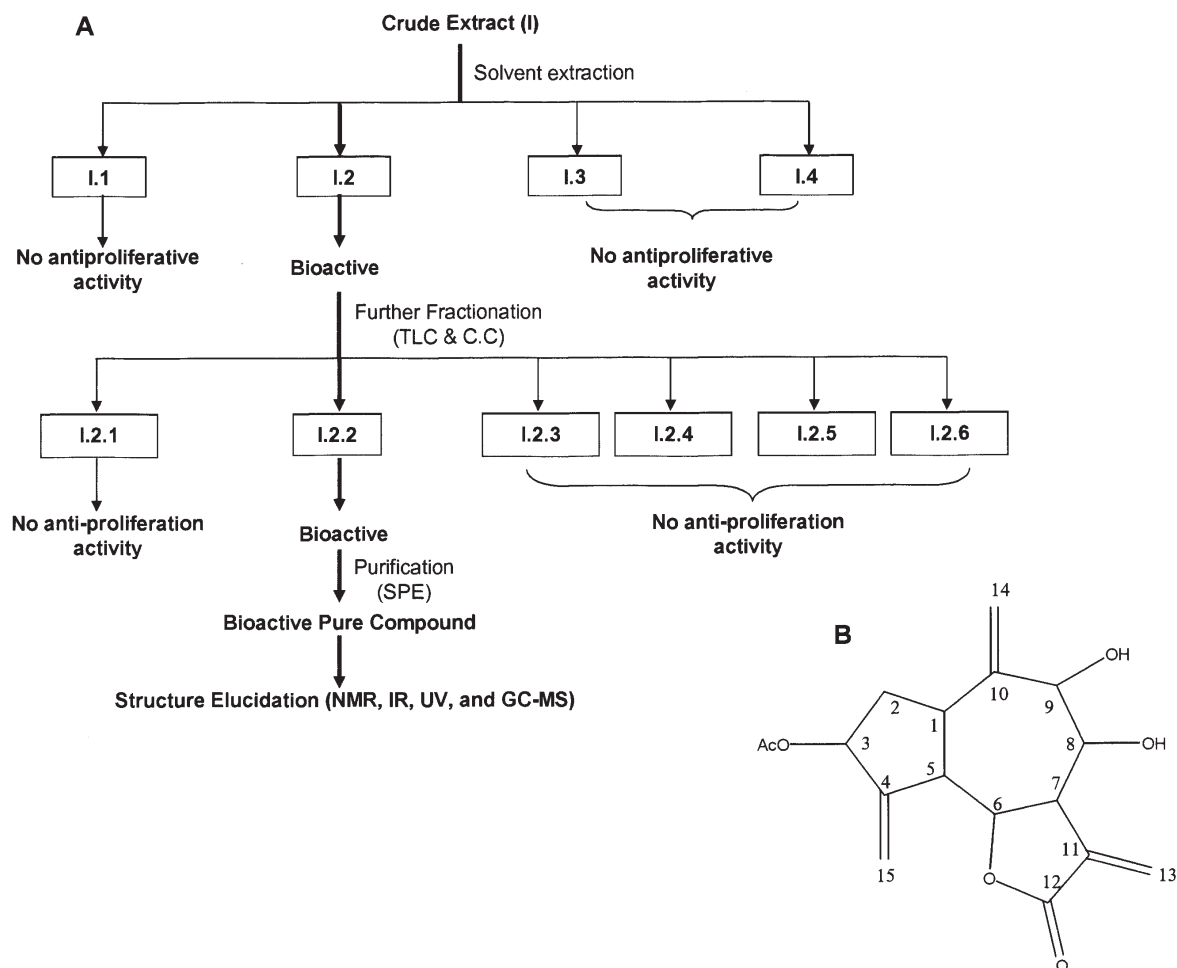 A
Crude Extract (I)
Solvent extraction
I.1
I.2
I.3
I.4
No antiproliferative
activity
Bioactive
No antiproliferative
activity
Further Fractionation
(TLC & C.C)
I.2.1
I.2.2
I.2.3
I.2.4
I.2.5
I.2.6
No anti-proliferation
activity
Bioactive
No anti-proliferation
activity
Purification
(SPE)
Bioactive Pure Compound
Structure Elucidation (NMR, IR, UV, and GC-MS)
B
14
OH
10
9
2
1
AcO
3
8
OH
5
4
7
6
11
15
O
12
13
O